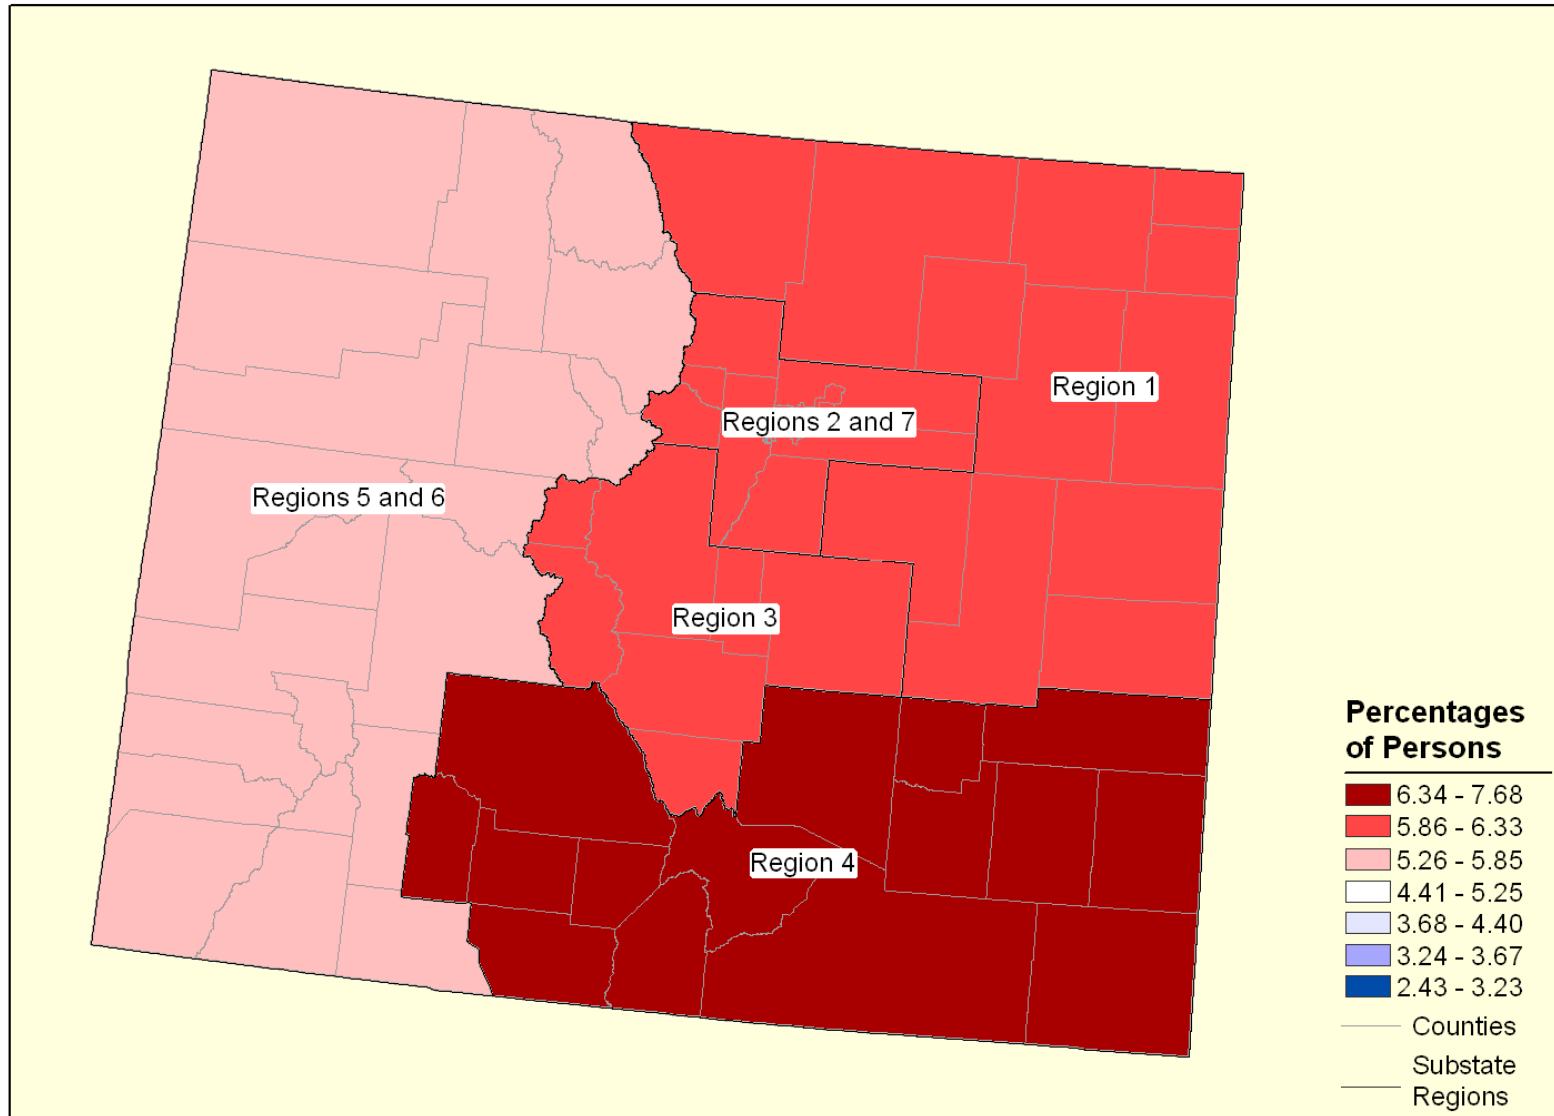 Region 1
Regions 2 and 7
Regions 5 and 6
Region 3
Region 4
Percentages
of Persons
6.34 - 7.68
5.86 - 6.33
5.26 - 5.85
4.41 - 5.25
3.68 - 4.40
3.24 - 3.67
2.43 - 3.23
Counties
Substate
Regions